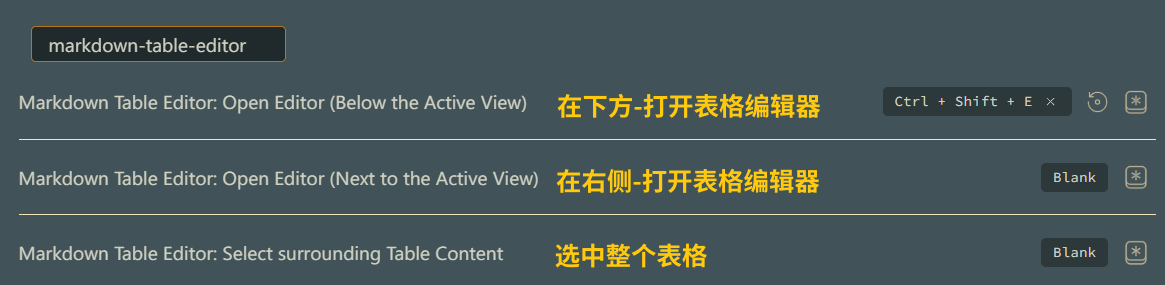 markdown-table-editor
Markdown Table Editor: Open Editor (Below the Active View) 在下方-打开表格编辑器 Ctrl + Shift + E ×
Markdown Table Editor: Open Editor (Next to the Active View) 在右侧-打开表格编辑器 Blank
Markdown Table Editor: Select surrounding Table Content 选中整个表格 Blank